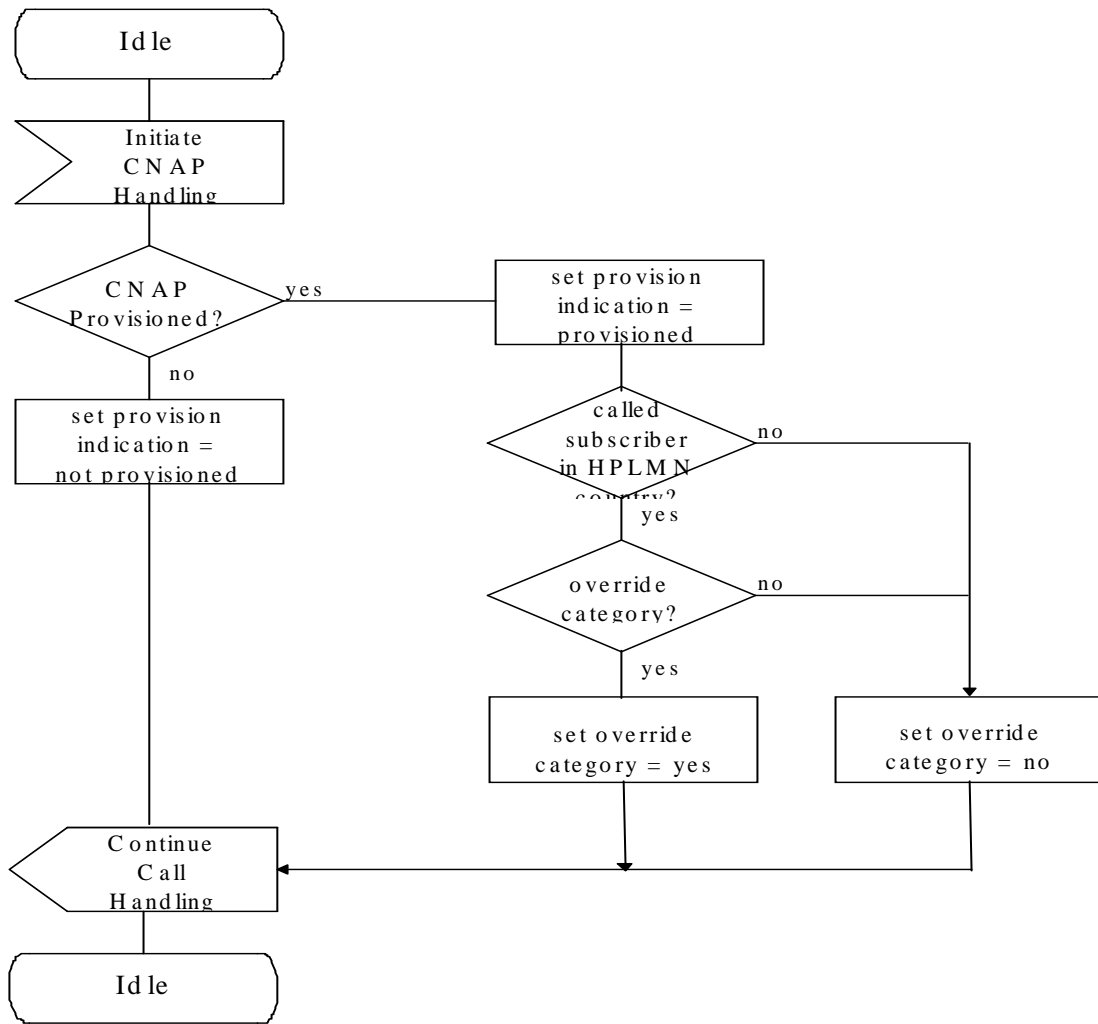 Idle
Initiate
CNAP
Handling
CNAP
Provisioned?
yes
no
set provision
indication =
not provisioned
set provision
indication =
provisioned
called
subscriber
in HPLMN
country?
no
yes
override
category?
no
yes
set override
category = yes
set override
category = no
Continue
Call
Handling
Idle